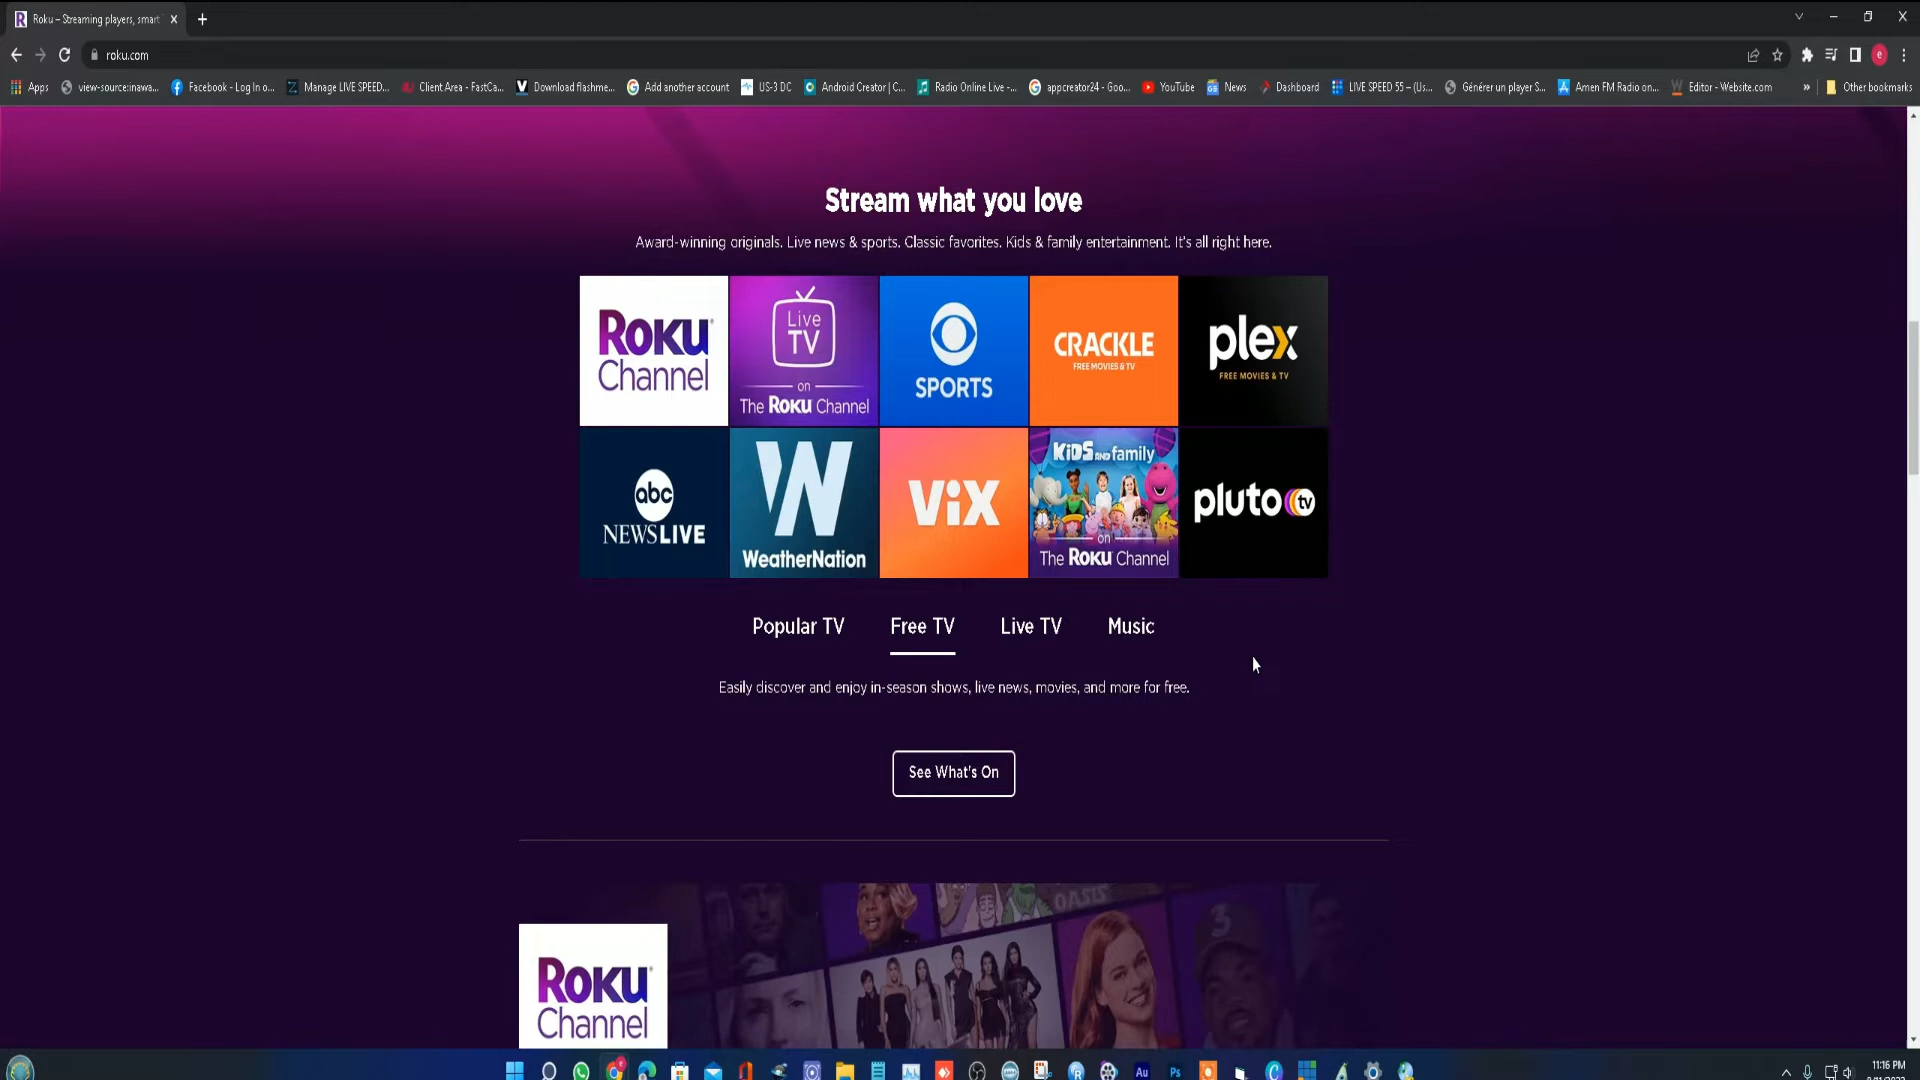 Roku – Streaming players, smart
roku.com
Apps
view-source:inawa...
Facebook - Log In o...
Manage LIVE SPEED...
Client Area - FastCa...
Download flashme...
Add another account
US-3 DC
Android Creator | C...
Radio Online Live -...
appcreator24 - Goo...
YouTube
News
Dashboard
LIVE SPEED 55 – (Us...
Générer un player S...
Amen FM Radio on...
Editor - Website.com
»
Other bookmarks
Stream what you love
Award-winning originals. Live news & sports. Classic favorites. Kids & family entertainment. It's all right here.
Roku
Channel
Live
TV
on
The Roku Channel
SPORTS
CRACKLE
FREE MOVIES & TV
plex
FREE MOVIES & TV
abc
NEWS LIVE
W
WeatherNation
ViX
KiDS AND family
on
The Roku Channel
pluto tv
Popular TV
Free TV
Live TV
Music
Easily discover and enjoy in-season shows, live news, movies, and more for free.
See What's On
OASIS
3
Roku
Channel
Au
Ps
11:16 PM